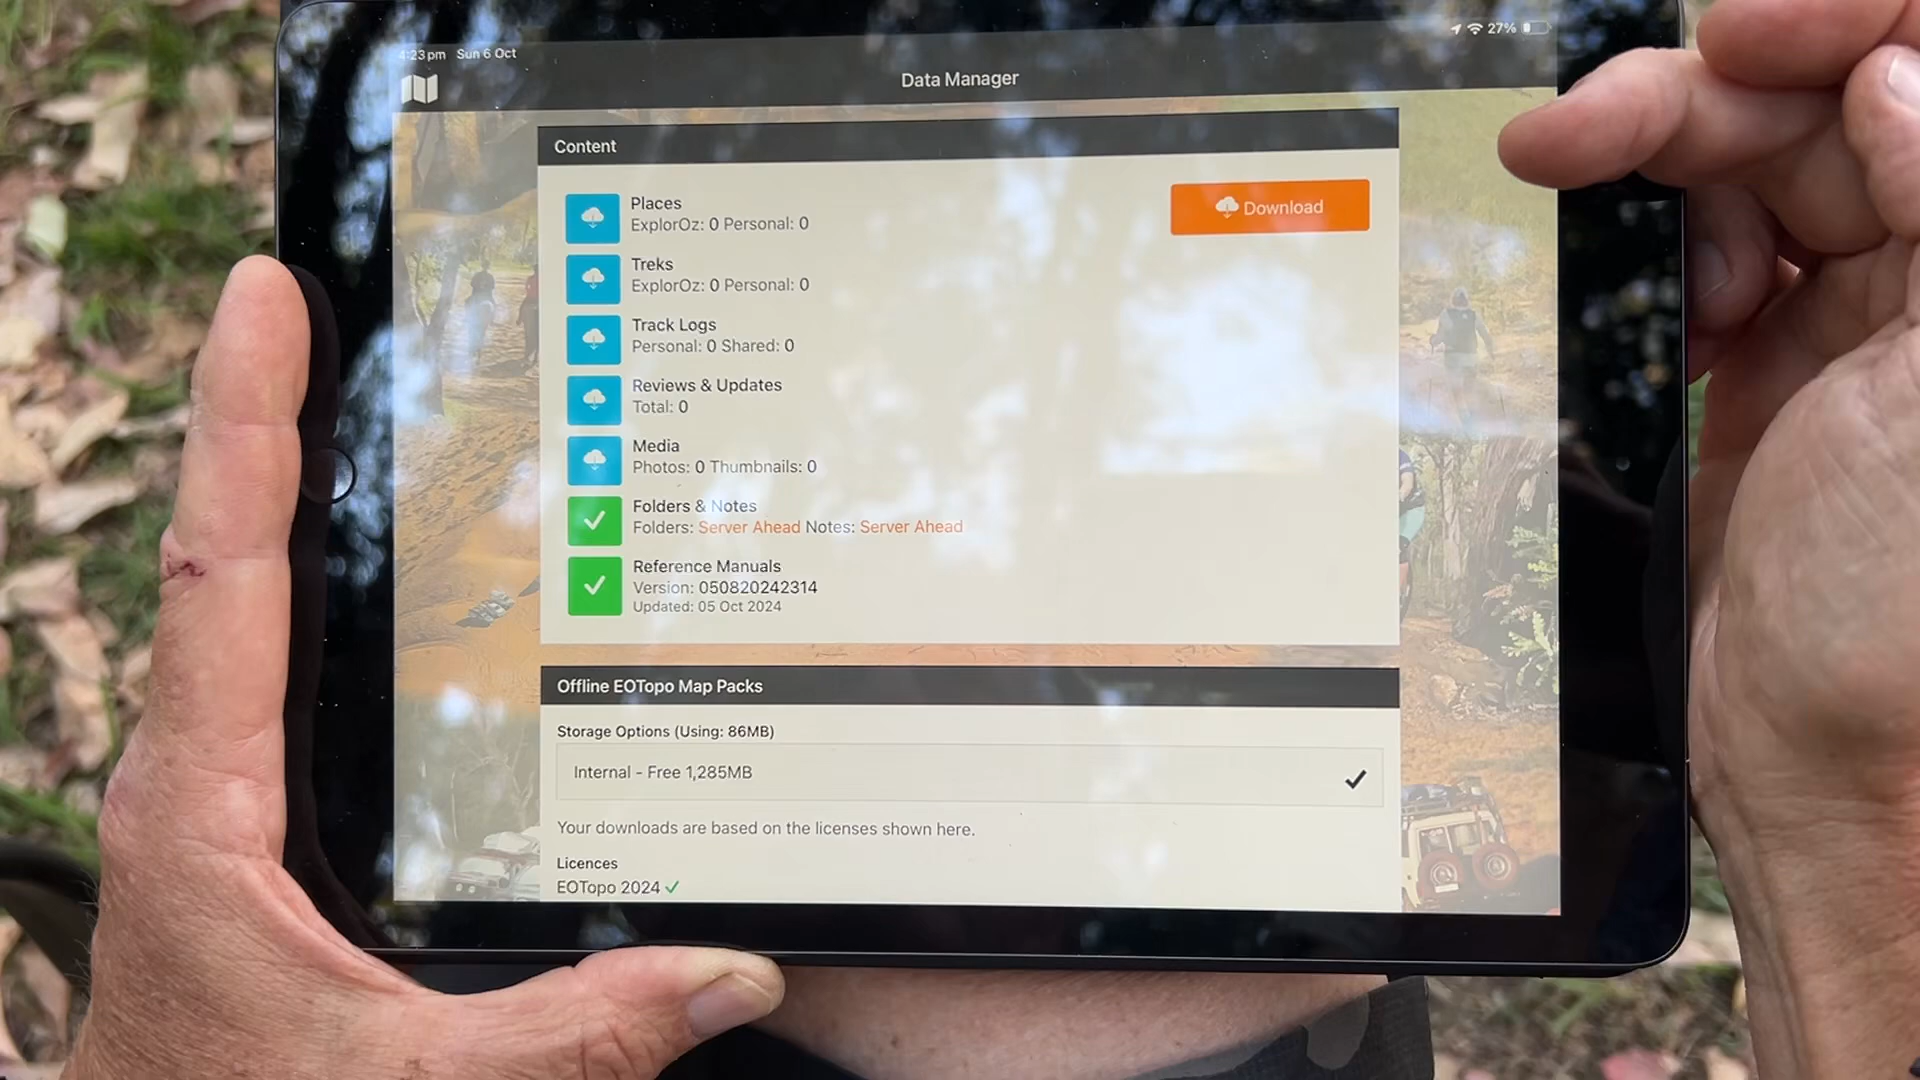 4:23 pm Sun 6 Oct
27%
Data Manager
Content
Places
ExplorOz: 0 Personal: 0
Download
Treks
ExplorOz: 0 Personal: 0
Track Logs
Personal: 0 Shared: 0
Reviews & Updates
Total: 0
Media
Photos: 0 Thumbnails: 0
Folders & Notes
Folders: Server Ahead Notes: Server Ahead
Reference Manuals
Version: 050820242314
Updated: 05 Oct 2024
Offline EOTopo Map Packs
Storage Options (Using: 86MB)
Internal - Free 1,285MB
Your downloads are based on the licenses shown here.
Licences
EOTopo 2024